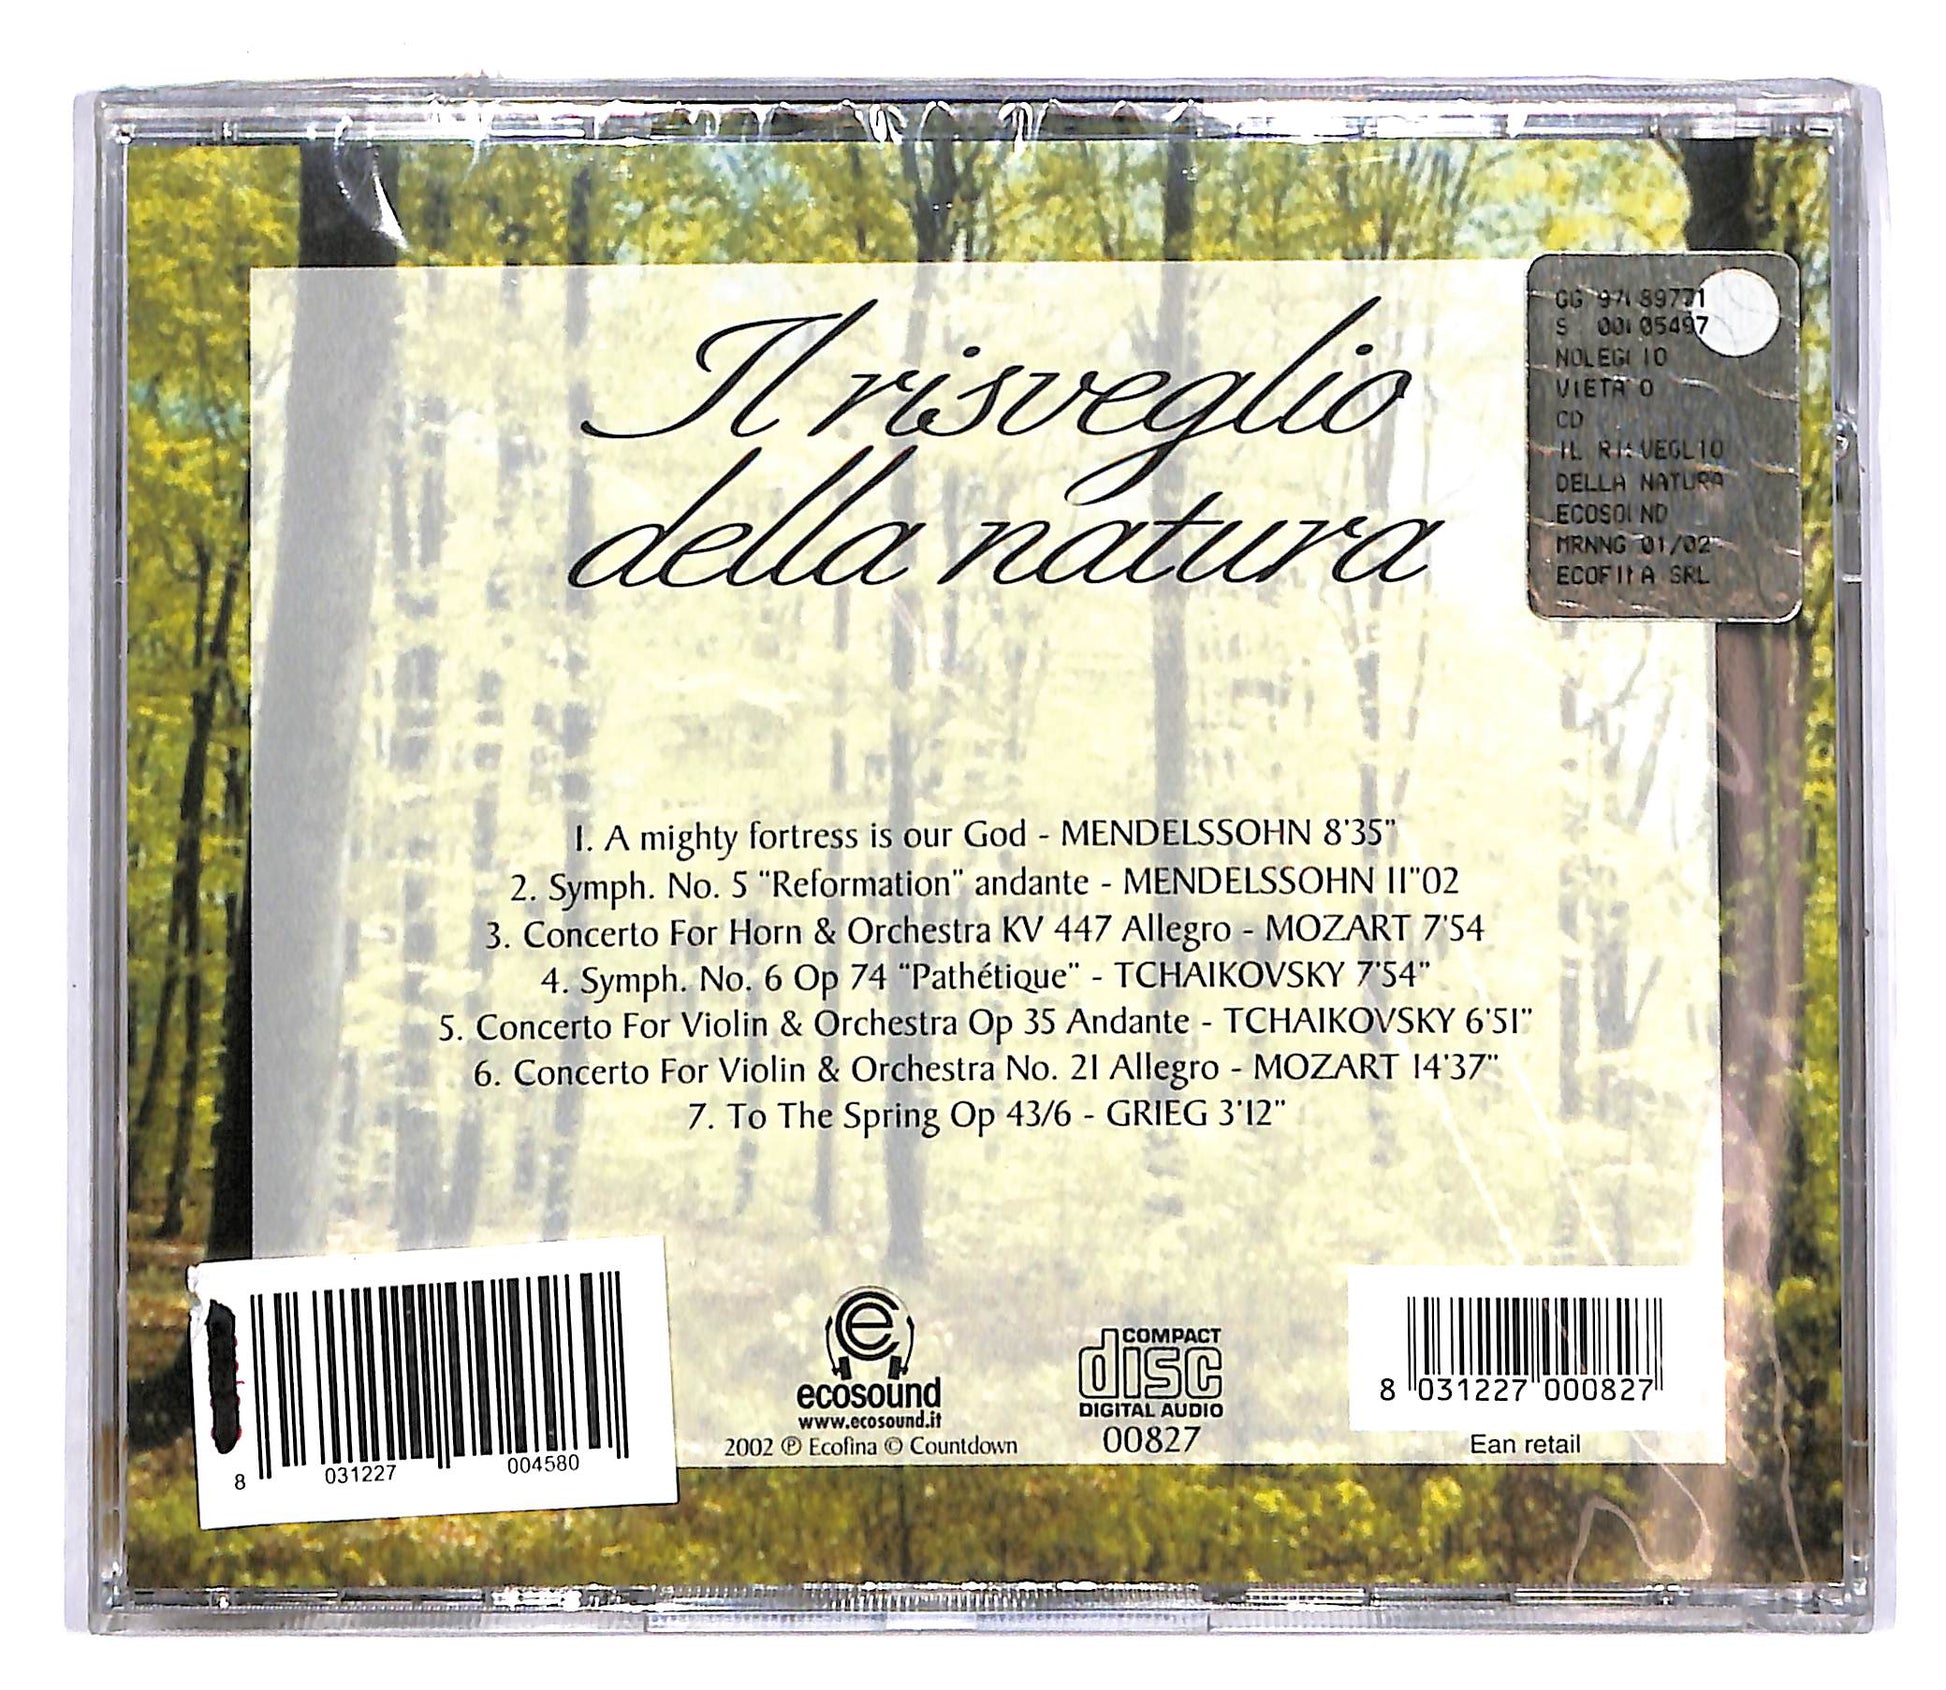 Il risveglio
della natura
GG 97 89771
S 00 05497
NOLEGGIO
VIETATO
CD
IL RISVEGLIO
DELLA NATURA
ECOSOUND
MRNNG 01/02
ECOFINA SRL
1. A mighty fortress is our God - MENDELSSOHN 8'35"
2. Symph. No. 5 "Reformation" andante - MENDELSSOHN 11"02
3. Concerto For Horn & Orchestra KV 447 Allegro - MOZART 7'54
4. Symph. No. 6 Op 74 "Pathétique" - TCHAIKOVSKY 7'54"
5. Concerto For Violin & Orchestra Op 35 Andante - TCHAIKOVSKY 6'51"
6. Concerto For Violin & Orchestra No. 21 Allegro - MOZART 14'37"
7. To The Spring Op 43/6 - GRIEG 3'12"
8 031227 004580
e
ecosound
www.ecosound.it
2002 ℗ Ecofina © Countdown
COMPACT
disc
DIGITAL AUDIO
00827
8 031227 000827
Ean retail